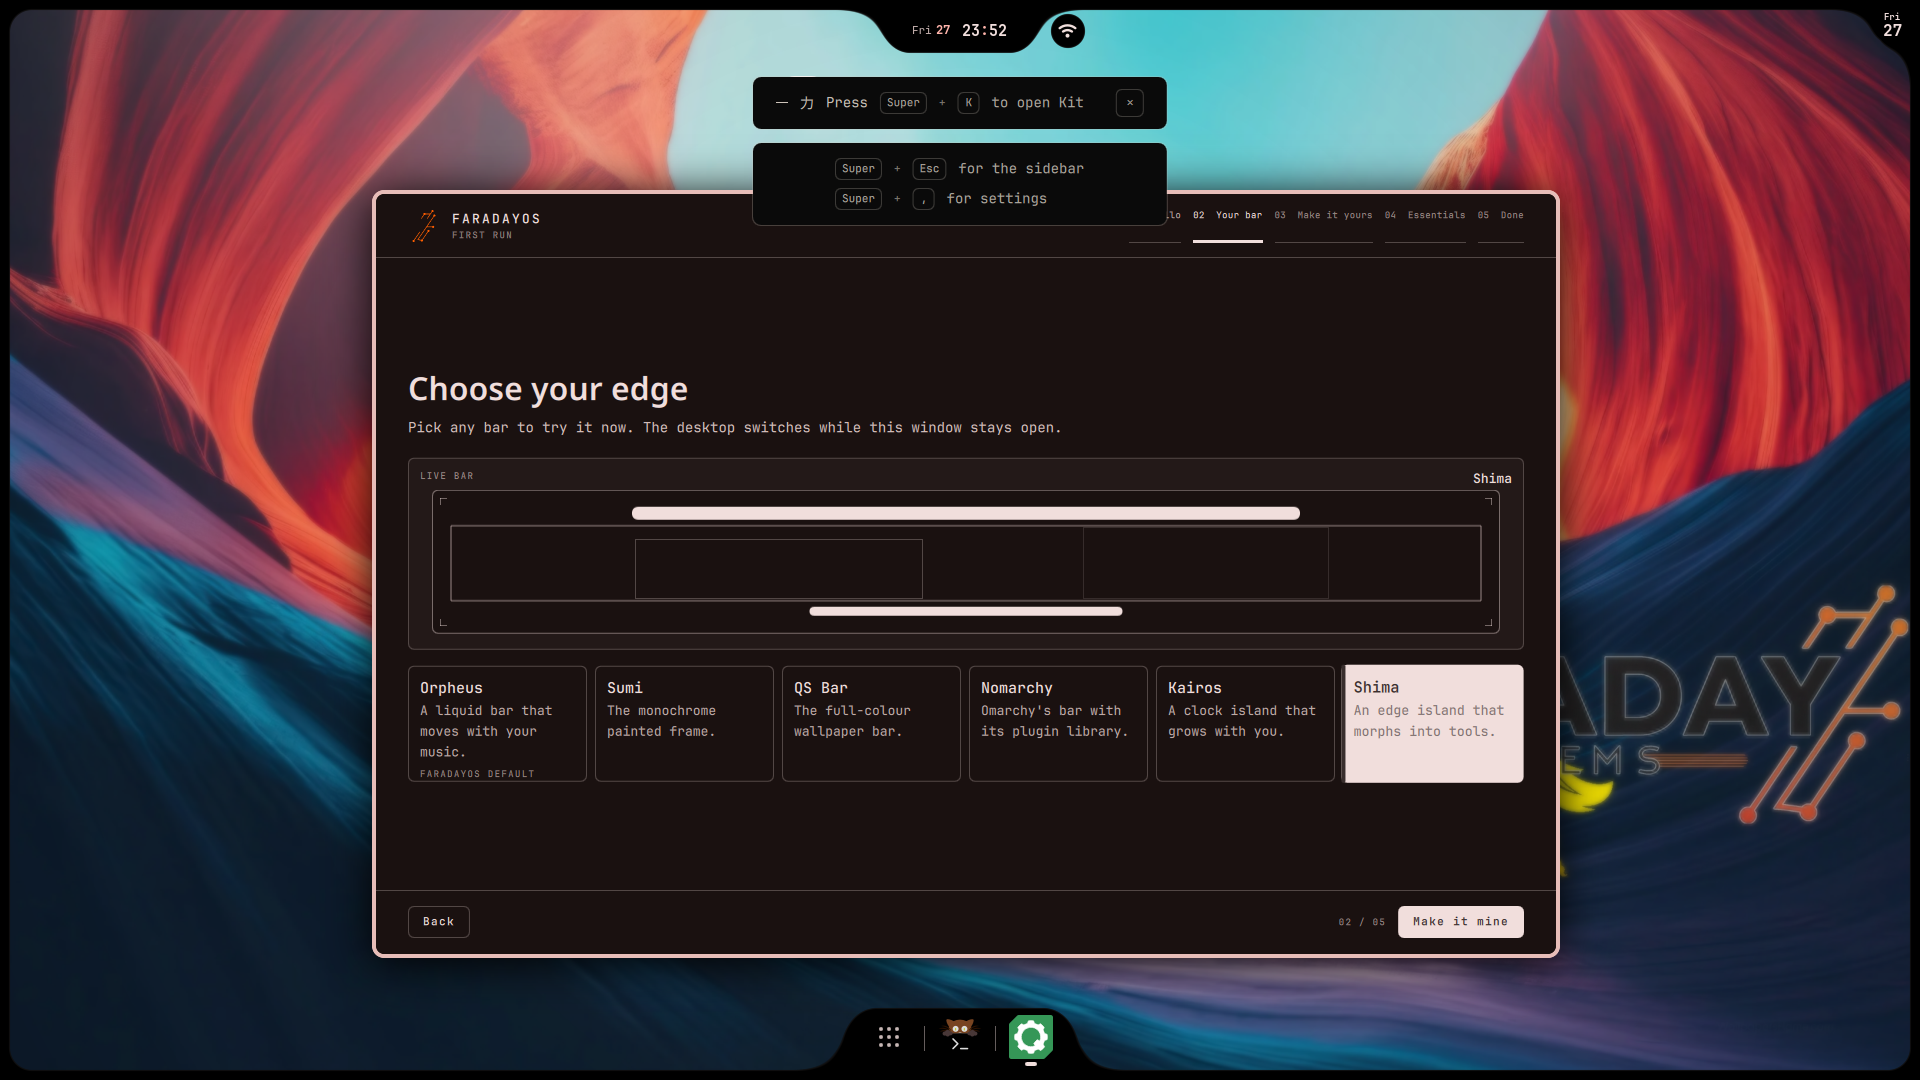 Fri 27 23:52
Fri
27
一 力 Press Super + K to open Kit ×
Super + Esc for the sidebar
Super + , for settings
FARADAYOS
FIRST RUN
02 Your bar 03 Make it yours 04 Essentials 05 Done
Choose your edge
Pick any bar to try it now. The desktop switches while this window stays open.
LIVE BAR
Shima
Orpheus
A liquid bar that
moves with your
music.
FARADAYOS DEFAULT
Sumi
The monochrome
painted frame.
QS Bar
The full-colour
wallpaper bar.
Nomarchy
Omarchy's bar with
its plugin library.
Kairos
A clock island that
grows with you.
Shima
An edge island that
morphs into tools.
ADAY
EMS
Back
02 / 05
Make it mine